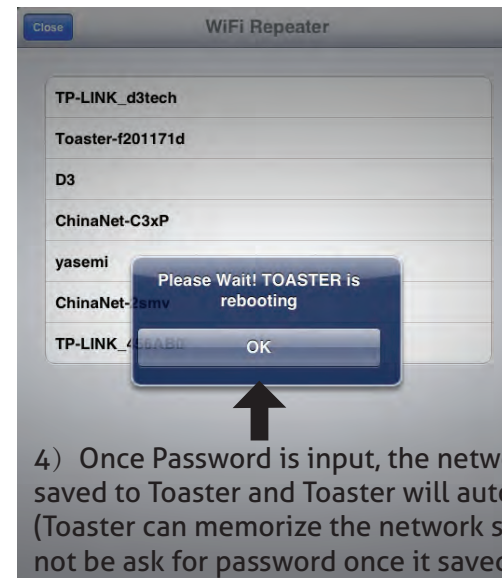 Close
WiFi Repeater
TP-LINK_d3tech
Toaster-f201171d
D3
ChinaNet-C3xP
yasemi
Please Wait! TOASTER is
rebooting
ChinaNet-2smv
TP-LINK_456AB0
OK
4）Once Password is input, the netw
saved to Toaster and Toaster will aut
(Toaster can memorize the network s
not be ask for password once it saved